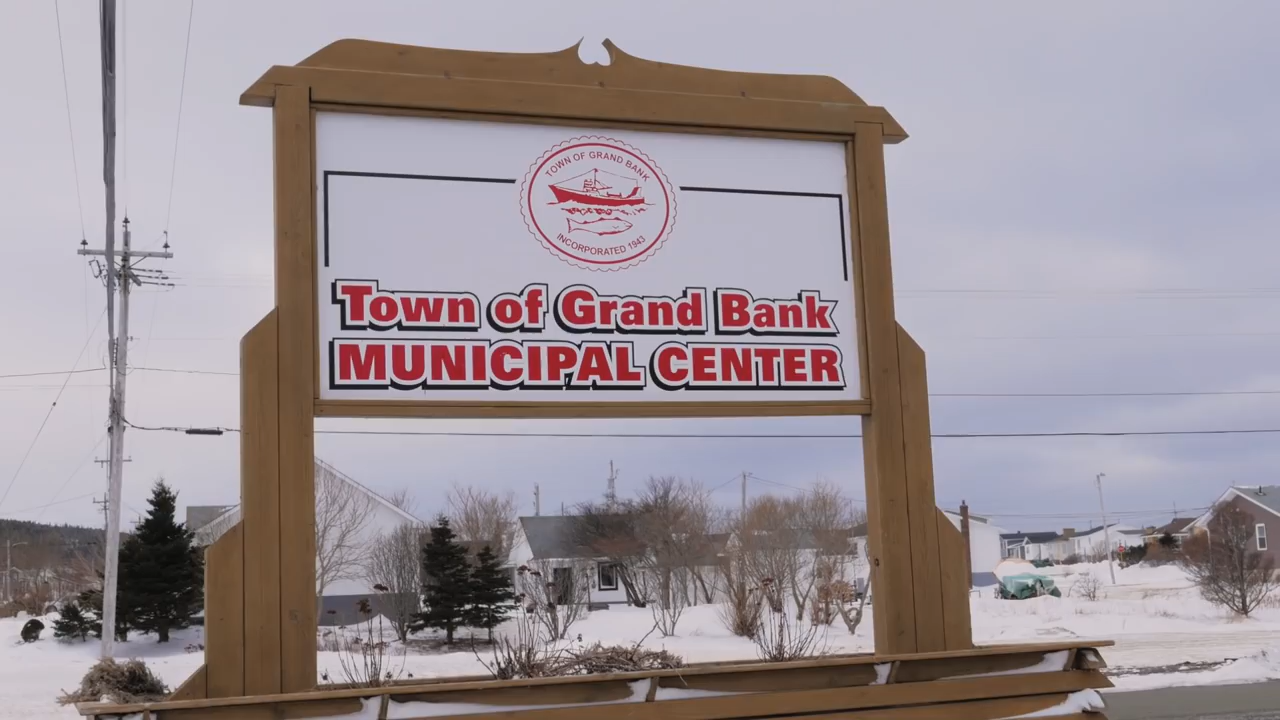 TOWN OF GRAND BANK
INCORPORATED 1943
Town of Grand Bank
MUNICIPAL CENTER